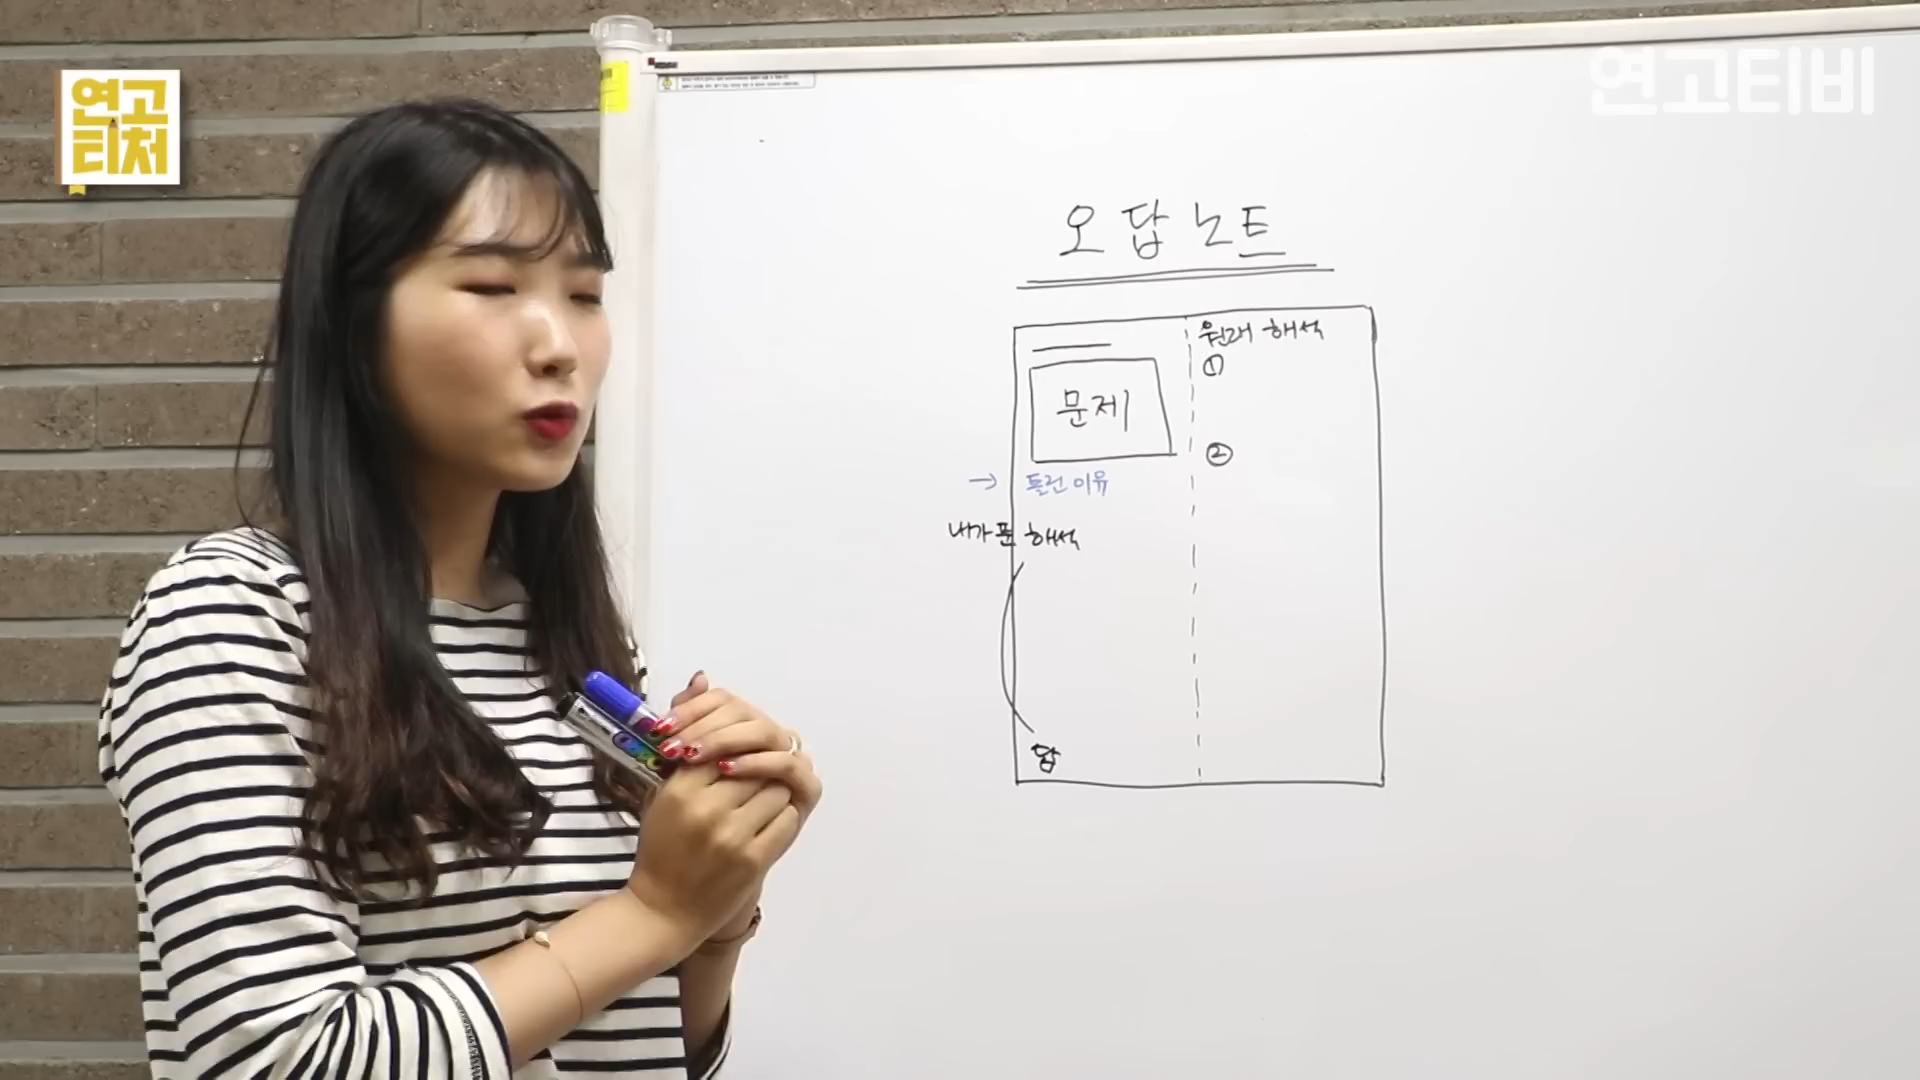 연고
티처
연고티비
오답노트
원래 해석
①
문제
②
→ 틀린 이유
내가 푼 해석
답